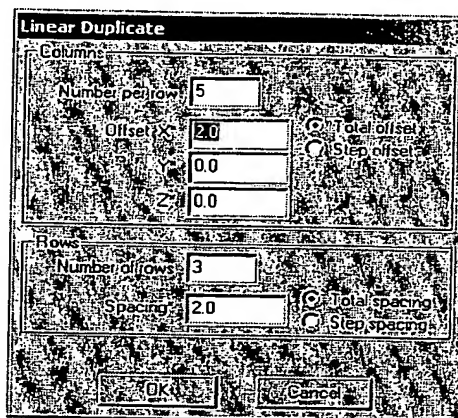 Linear Duplicate
Columns
Number per row 5
Offset X 2.0 Total offset
Step offset
Y 0.0
Z 0.0
Rows
Number of rows 3
Spacing 2.0 Total spacing
Step spacing
OK Cancel